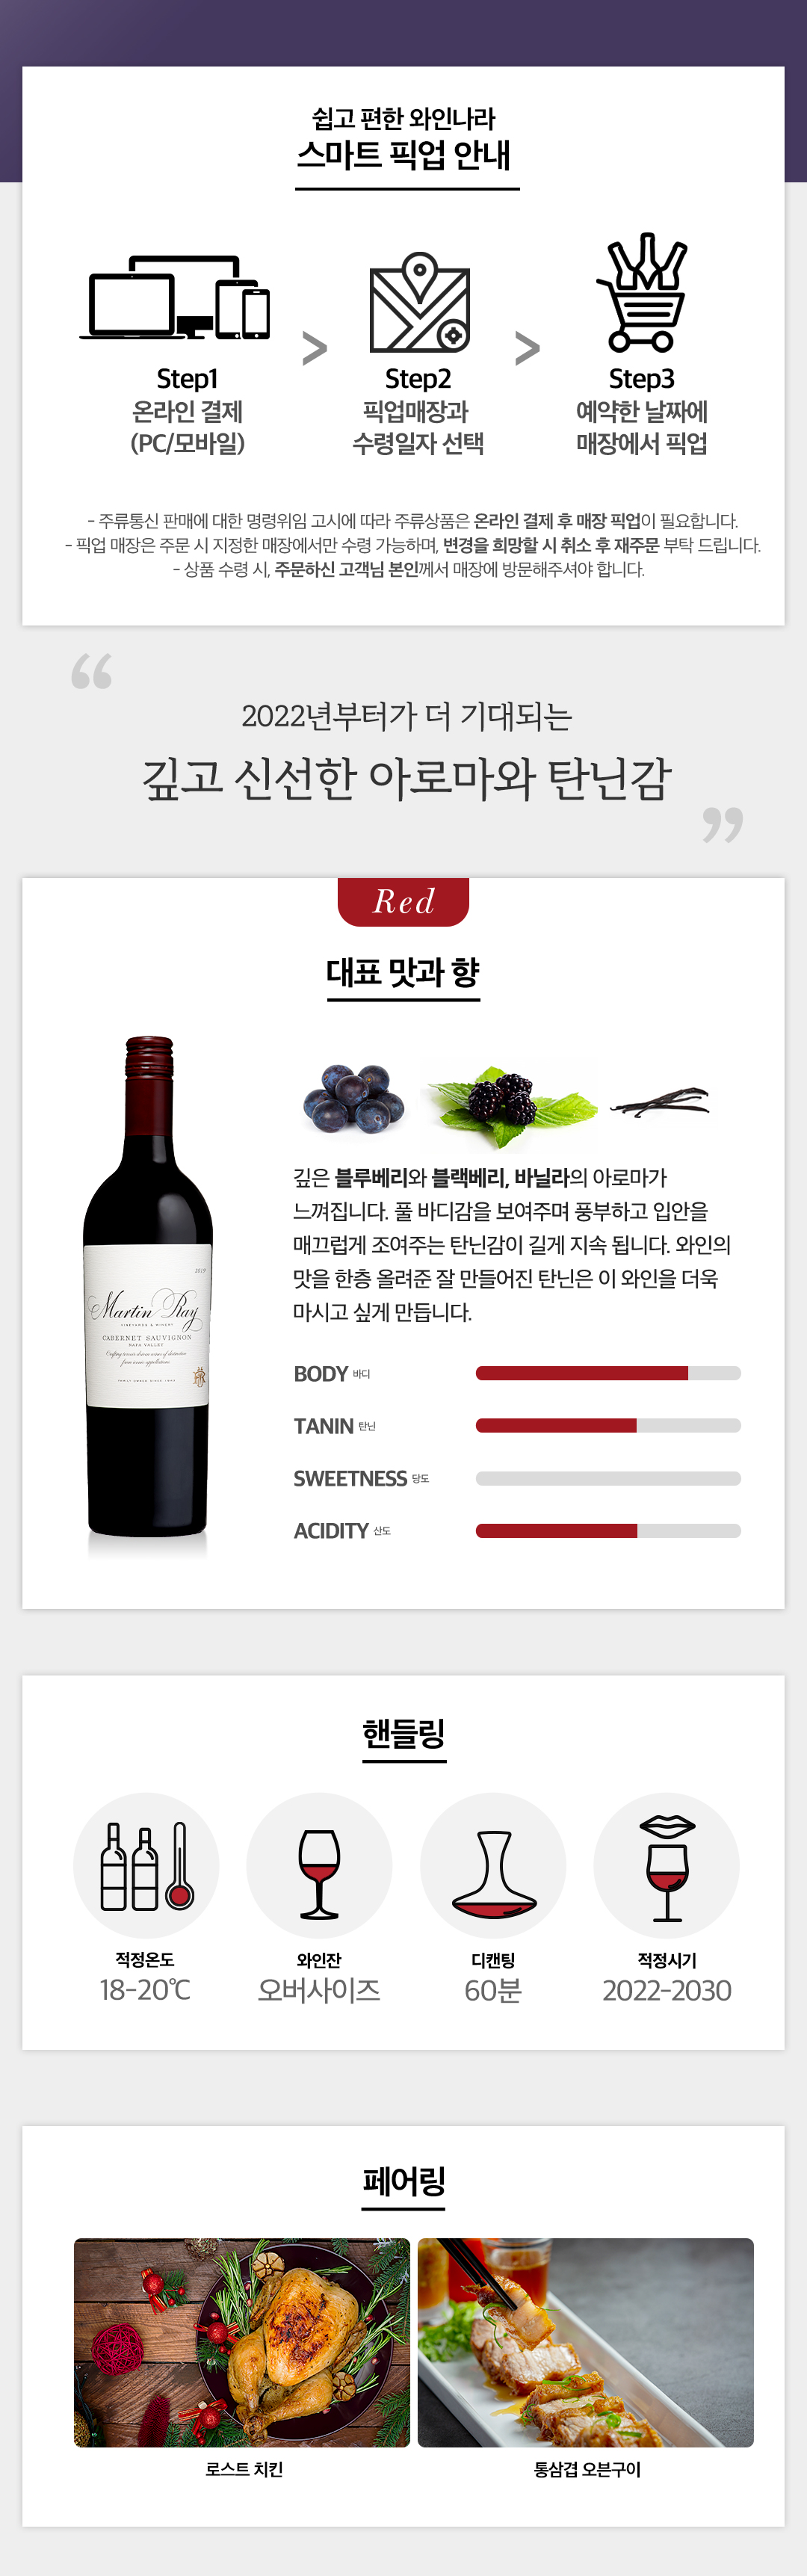 쉽고 편한 와인나라
스마트 픽업 안내
Step1
온라인 결제
(PC/모바일)
>
Step2
픽업매장과
수령일자 선택
>
Step3
예약한 날짜에
매장에서 픽업
- 주류통신 판매에 대한 명령위임 고시에 따라 주류상품은 온라인 결제 후 매장 픽업이 필요합니다.
- 픽업 매장은 주문 시 지정한 매장에서만 수령 가능하며, 변경을 희망할 시 취소 후 재주문 부탁 드립니다.
- 상품 수령 시, 주문하신 고객님 본인께서 매장에 방문해주셔야 합니다.
“
2022년부터가 더 기대되는
깊고 신선한 아로마와 탄닌감
”
Red
대표 맛과 향
2019
Martin Ray
VINEYARDS & WINERY
CABERNET SAUVIGNON
NAPA VALLEY
깊은 블루베리와 블랙베리, 바닐라의 아로마가
느껴집니다. 풀 바디감을 보여주며 풍부하고 입안을
매끄럽게 조여주는 탄닌감이 길게 지속 됩니다. 와인의
맛을 한층 올려준 잘 만들어진 탄닌은 이 와인을 더욱
마시고 싶게 만듭니다.
BODY 바디
TANIN 탄닌
SWEETNESS 당도
ACIDITY 산도
핸들링
적정온도
18-20℃
와인잔
오버사이즈
디캔팅
60분
적정시기
2022-2030
페어링
로스트 치킨
통삼겹 오븐구이